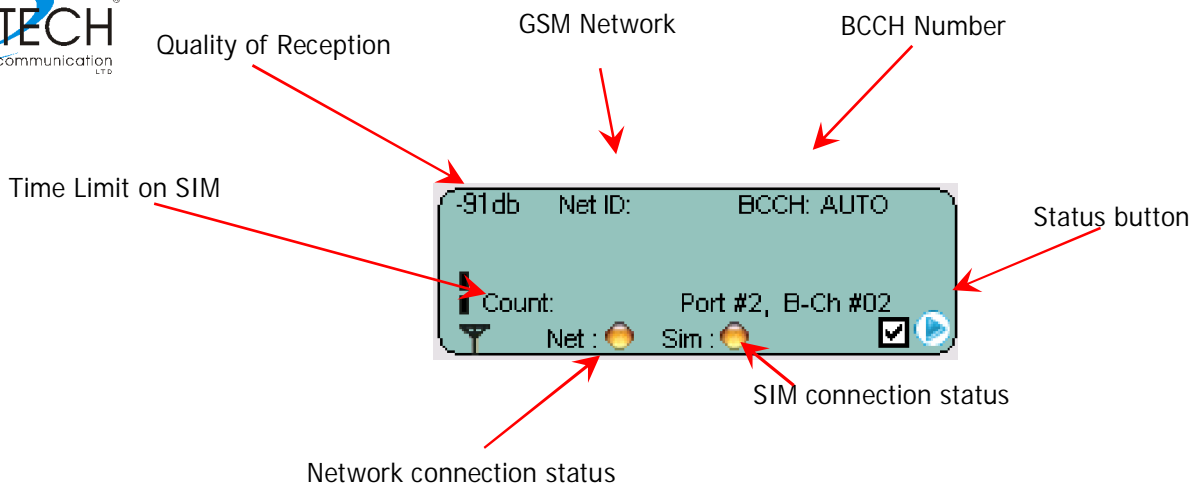 TECH
communication
LTD
®
Quality of Reception
GSM Network
BCCH Number
Time Limit on SIM
-91db Net ID: BCCH: AUTO
Status button
Count: Port #2, B-Ch #02
Net : Sim :
SIM connection status
Network connection status